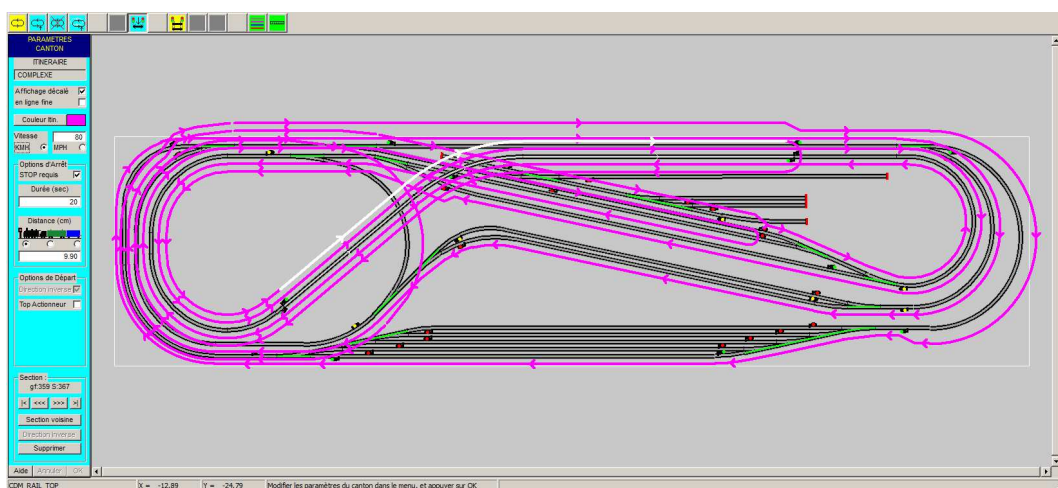 PARAMETRES
CANTON
ITINERAIRE
COMPLEXE
Affichage décalé
en ligne fine
Couleur Itin.
Vitesse
80
KMH
MPH
Options d'Arrêt
STOP requis
Durée (sec)
20
Distance (cm)
9.90
Options de Départ
Direction inverse
Top Actionneur
Section :
gf:359 S:367
|< <<< >>> >|
Section voisine
Direction inverse
Supprimer
Aide Annuler OK
CDM_RAIL_TOP X = -12.89 Y = -24.79 Modifier les paramètres du canton dans le menu, et appuyer sur OK